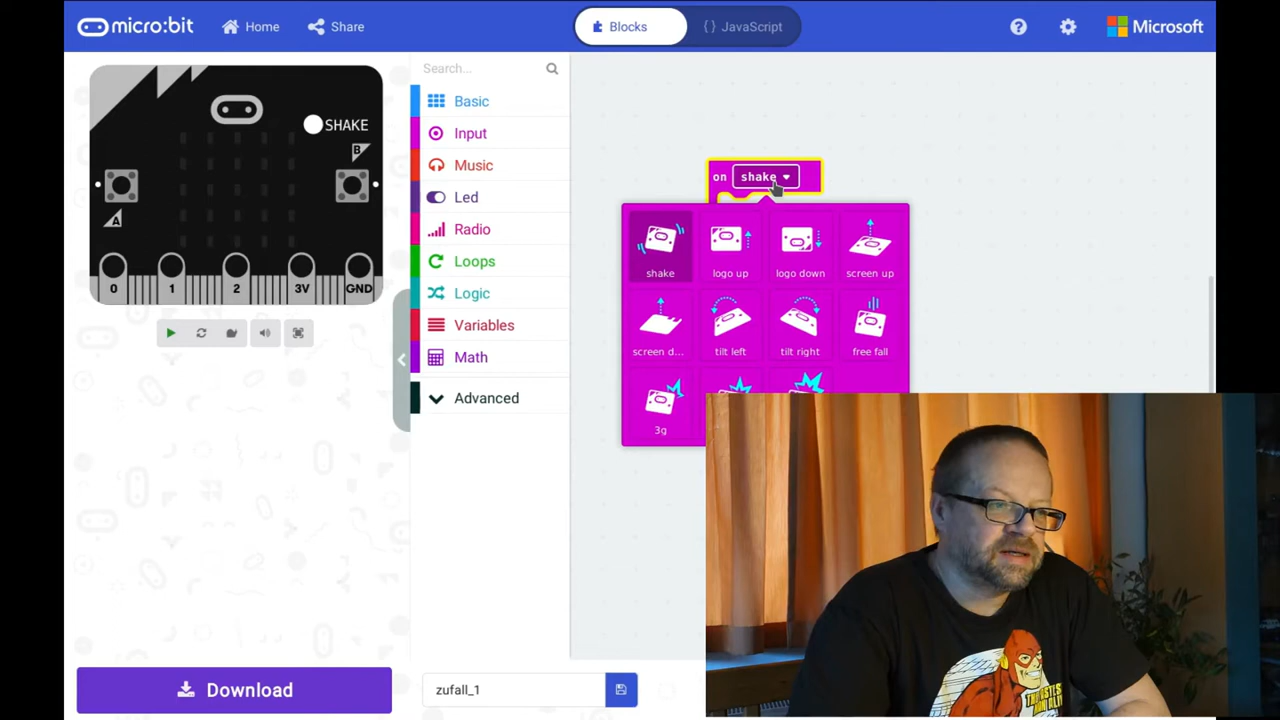 micro:bit Home Share Blocks {} JavaScript ? Microsoft
Search...
SHAKE
B
A
0 1 2 3V GND
Basic
Input
Music
Led
Radio
Loops
Logic
Variables
Math
Advanced
on shake
shake logo up logo down screen up
screen d... tilt left tilt right free fall
3g
Download
zufall_1